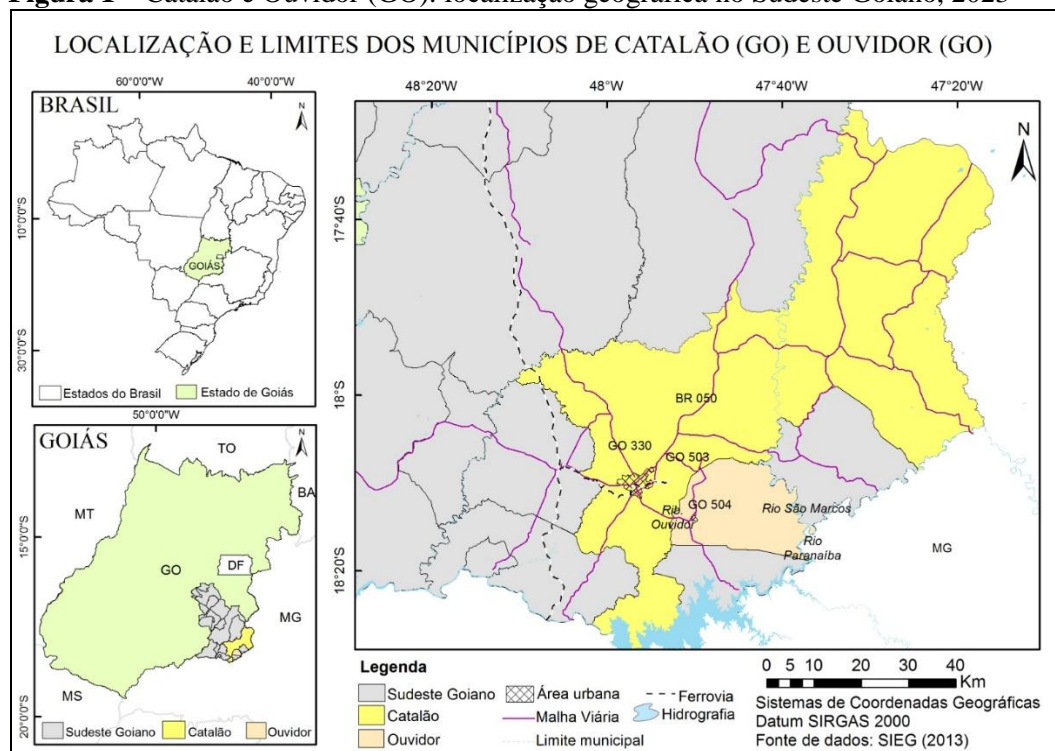 Figura 1 – Catalão e Ouvidor (GO): localização geográfica no Sudeste Goiano, 2023
LOCALIZAÇÃO E LIMITES DOS MUNICÍPIOS DE CATALÃO (GO) E OUVIDOR (GO)
60°0'0"W 40°0'0"W
BRASIL
N
10°0'0"S
30°0'0"S
GOIÁS
Estados do Brasil
Estado de Goiás
50°0'0"W
GOIÁS
N
TO
BA
MT
15°0'0"S
GO
DF
MG
MS
20°0'0"S
Sudeste Goiano
Catalão
Ouvidor
48°20'W 48°W 47°40'W 47°20'W
N
17°40'S
18°S
18°20'S
BR 050
GO 330
GO 503
GO 504
Rib.
Ouvidor
Rio São Marcos
Rio
Paranaíba
MG
Legenda
Sudeste Goiano
Catalão
Ouvidor
Área urbana
Malha Viária
Limite municipal
Ferrovia
Hidrografia
0 5 10 20 30 40
Km
Sistemas de Coordenadas Geográficas
Datum SIRGAS 2000
Fonte de dados: SIEG (2013)